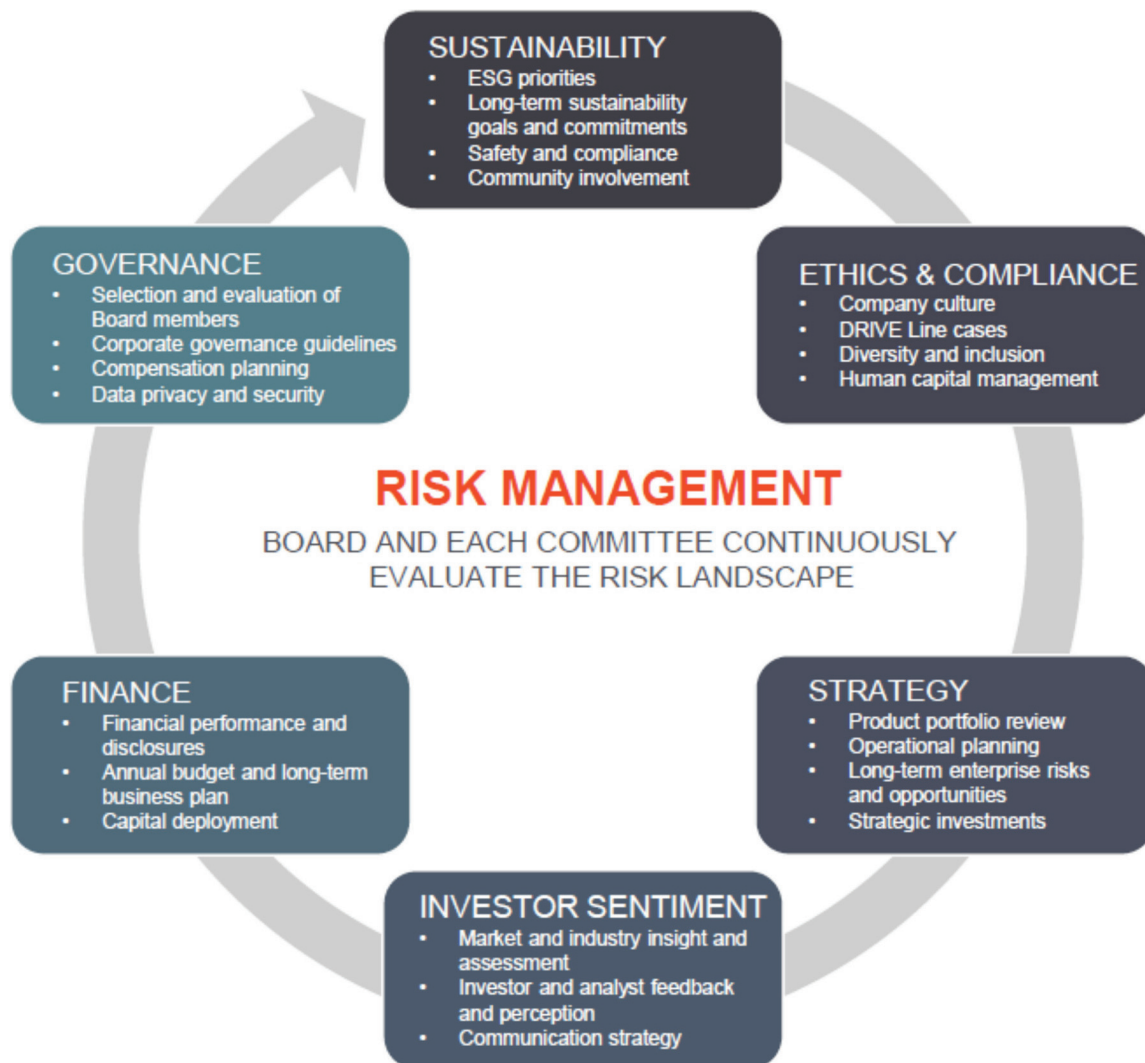 SUSTAINABILITY
• ESG priorities
• Long-term sustainability
goals and commitments
• Safety and compliance
• Community involvement
GOVERNANCE
• Selection and evaluation of
Board members
• Corporate governance guidelines
• Compensation planning
• Data privacy and security
ETHICS & COMPLIANCE
• Company culture
• DRIVE Line cases
• Diversity and inclusion
• Human capital management
RISK MANAGEMENT
BOARD AND EACH COMMITTEE CONTINUOUSLY
EVALUATE THE RISK LANDSCAPE
FINANCE
• Financial performance and
disclosures
• Annual budget and long-term
business plan
• Capital deployment
STRATEGY
• Product portfolio review
• Operational planning
• Long-term enterprise risks
and opportunities
• Strategic investments
INVESTOR SENTIMENT
• Market and industry insight and
assessment
• Investor and analyst feedback
and perception
• Communication strategy